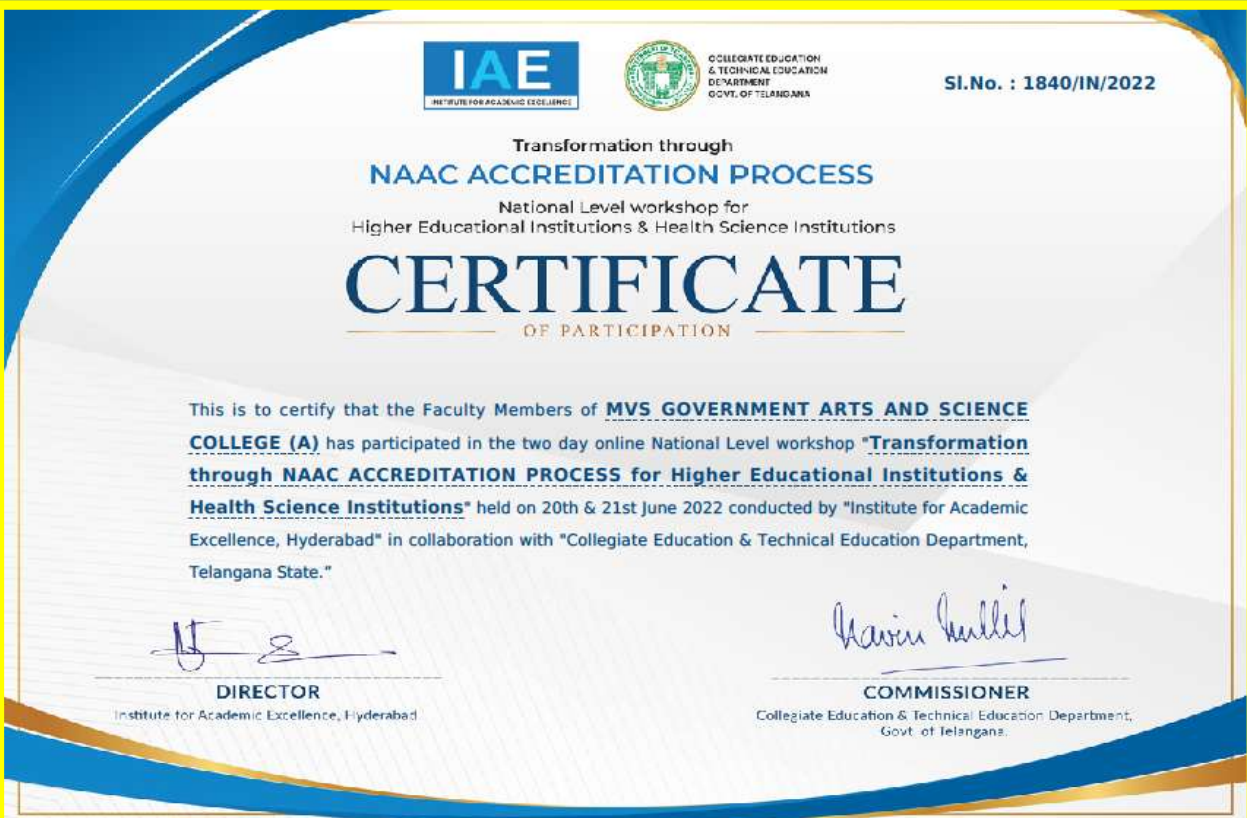 IAE
INSTITUTE FOR ACADEMIC EXCELLENCE
COLLEGIATE EDUCATION
& TECHNICAL EDUCATION
DEPARTMENT
GOVT. OF TELANGANA
Sl.No. : 1840/IN/2022
Transformation through
NAAC ACCREDITATION PROCESS
National Level workshop for
Higher Educational Institutions & Health Science Institutions
CERTIFICATE
OF PARTICIPATION
This is to certify that the Faculty Members of MVS GOVERNMENT ARTS AND SCIENCE
COLLEGE (A) has participated in the two day online National Level workshop "Transformation
through NAAC ACCREDITATION PROCESS for Higher Educational Institutions &
Health Science Institutions" held on 20th & 21st June 2022 conducted by "Institute for Academic
Excellence, Hyderabad" in collaboration with "Collegiate Education & Technical Education Department,
Telangana State."
DIRECTOR
Institute for Academic Excellence, Hyderabad
COMMISSIONER
Collegiate Education & Technical Education Department,
Govt. of Telangana.